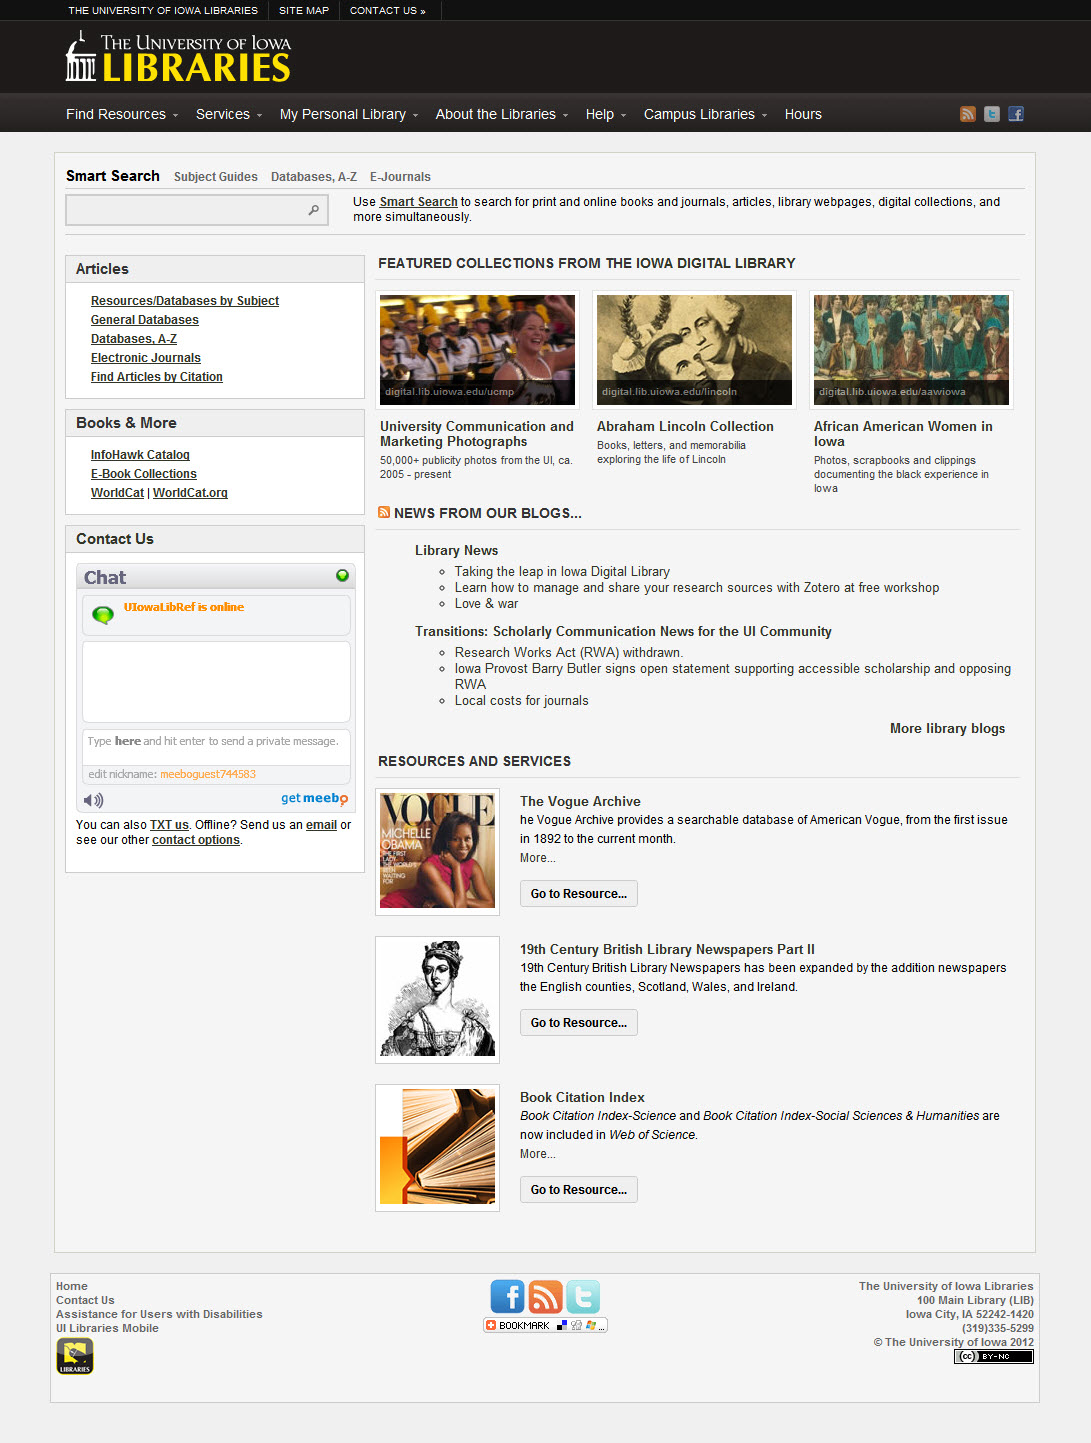 THE UNIVERSITY OF IOWA LIBRARIES
SITE MAP
CONTACT US »
THE UNIVERSITY OF IOWA
LIBRARIES
Find Resources
Services
My Personal Library
About the Libraries
Help
Campus Libraries
Hours
Smart Search
Subject Guides
Databases, A-Z
E-Journals
Use Smart Search to search for print and online books and journals, articles, library webpages, digital collections, and
more simultaneously.
Articles
Resources/Databases by Subject
General Databases
Databases, A-Z
Electronic Journals
Find Articles by Citation
Books & More
InfoHawk Catalog
E-Book Collections
WorldCat | WorldCat.org
Contact Us
Chat
UIowaLibRef is online
Type here and hit enter to send a private message.
edit nickname: meeboguest744583
get meebo
You can also TXT us. Offline? Send us an email or
see our other contact options.
FEATURED COLLECTIONS FROM THE IOWA DIGITAL LIBRARY
digital.lib.uiowa.edu/ucmp
University Communication and
Marketing Photographs
50,000+ publicity photos from the UI, ca.
2005 - present
digital.lib.uiowa.edu/lincoln
Abraham Lincoln Collection
Books, letters, and memorabilia
exploring the life of Lincoln
digital.lib.uiowa.edu/aawiowa
African American Women in
Iowa
Photos, scrapbooks and clippings
documenting the black experience in
Iowa
NEWS FROM OUR BLOGS...
Library News
Taking the leap in Iowa Digital Library
Learn how to manage and share your research sources with Zotero at free workshop
Love & war
Transitions: Scholarly Communication News for the UI Community
Research Works Act (RWA) withdrawn.
Iowa Provost Barry Butler signs open statement supporting accessible scholarship and opposing
RWA
Local costs for journals
More library blogs
RESOURCES AND SERVICES
VOGUE
MICHELLE
OBAMA
THE FIRST
LADY
THE WORLD'S
BEEN
WAITING
FOR
The Vogue Archive
he Vogue Archive provides a searchable database of American Vogue, from the first issue
in 1892 to the current month.
More...
Go to Resource...
19th Century British Library Newspapers Part II
19th Century British Library Newspapers has been expanded by the addition newspapers
the English counties, Scotland, Wales, and Ireland.
Go to Resource...
Book Citation Index
Book Citation Index-Science and Book Citation Index-Social Sciences & Humanities are
now included in Web of Science.
More...
Go to Resource...
Home
Contact Us
Assistance for Users with Disabilities
UI Libraries Mobile
LIBRARIES
BOOKMARK
The University of Iowa Libraries
100 Main Library (LIB)
Iowa City, IA 52242-1420
(319)335-5299
© The University of Iowa 2012
cc BY-NC